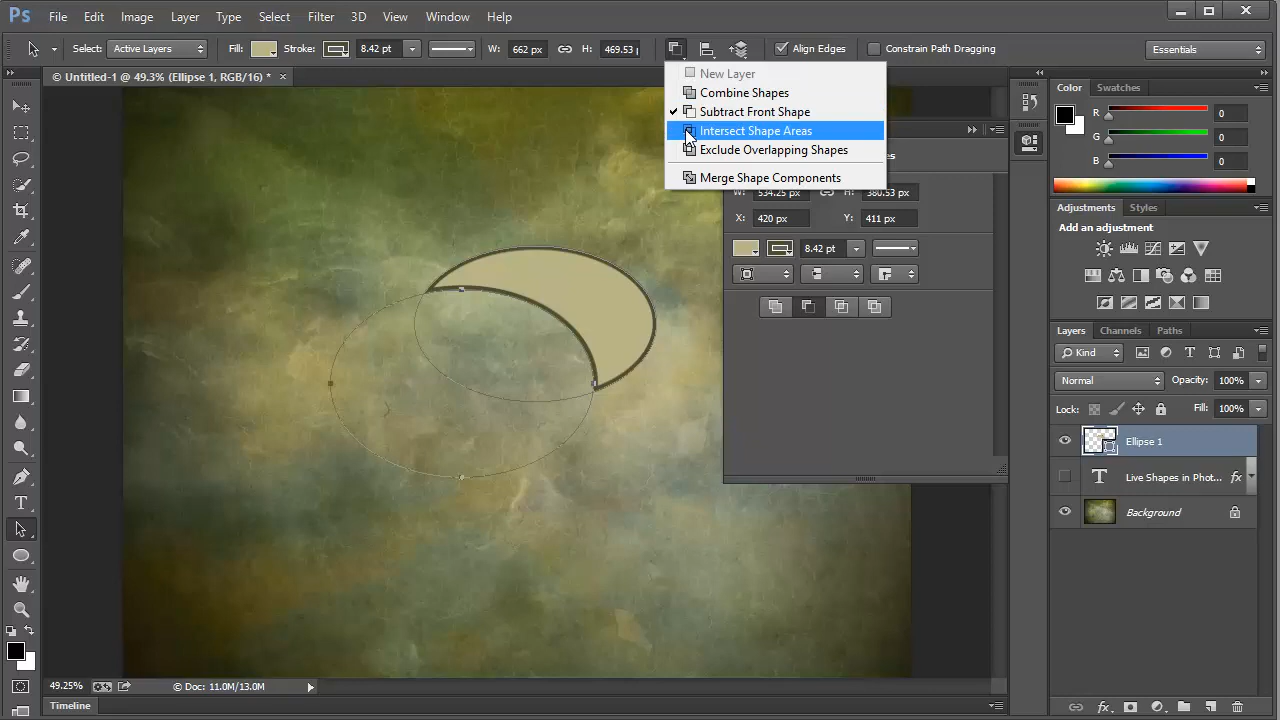 Ps File Edit Image Layer Type Select Filter 3D View Window Help
Select: Active Layers Fill: Stroke: 8.42 pt W: 662 px H: 469.53 Align Edges Constrain Path Dragging Essentials
© Untitled-1 @ 49.3% (Ellipse 1, RGB/16) * ×
New Layer
Combine Shapes
Subtract Front Shape
Intersect Shape Areas
Exclude Overlapping Shapes
Merge Shape Components
W: 534.25 px H: 380.53 px
X: 420 px Y: 411 px
8.42 pt
Color Swatches
R 0
G 0
B 0
Adjustments Styles
Add an adjustment
Layers Channels Paths
Kind
Normal Opacity: 100%
Lock: Fill: 100%
Ellipse 1
Live Shapes in Phot... fx
Background
49.25% © Doc: 11.0M/13.0M
Timeline